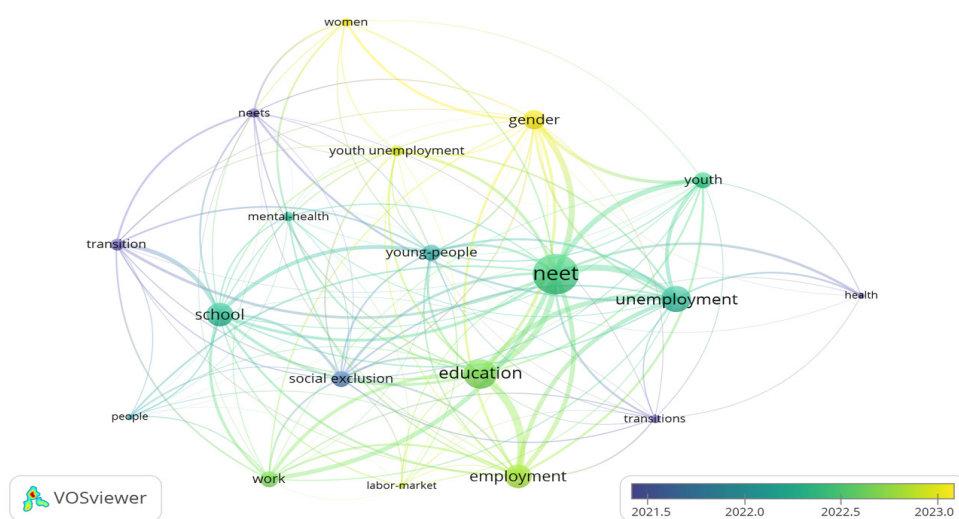 women
neets
gender
youth unemployment
youth
mental-health
transition
young-people
neet
health
unemployment
school
education
social exclusion
people
transitions
work
employment
labor-market
VOSviewer
2021.5 2022.0 2022.5 2023.0